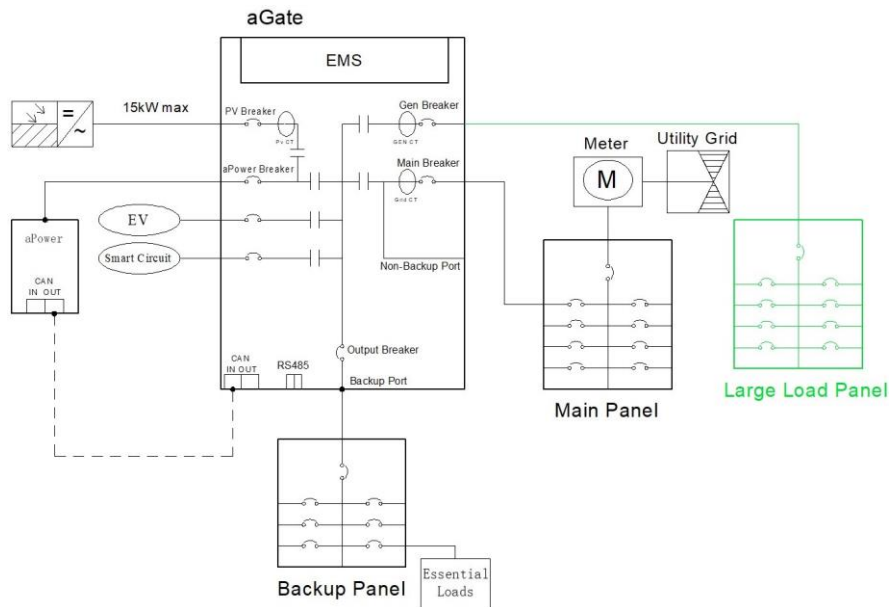 aGate
EMS
15kW max
PV Breaker
Gen Breaker
PV CT
GEN CT
Meter
Utility Grid
M
=
~
aPower Breaker
Main Breaker
Grid CT
EV
Smart Circuit
aPower
CAN
IN OUT
Non-Backup Port
Output Breaker
CAN
IN OUT
RS485
Backup Port
Main Panel
Large Load Panel
Backup Panel
Essential
Loads